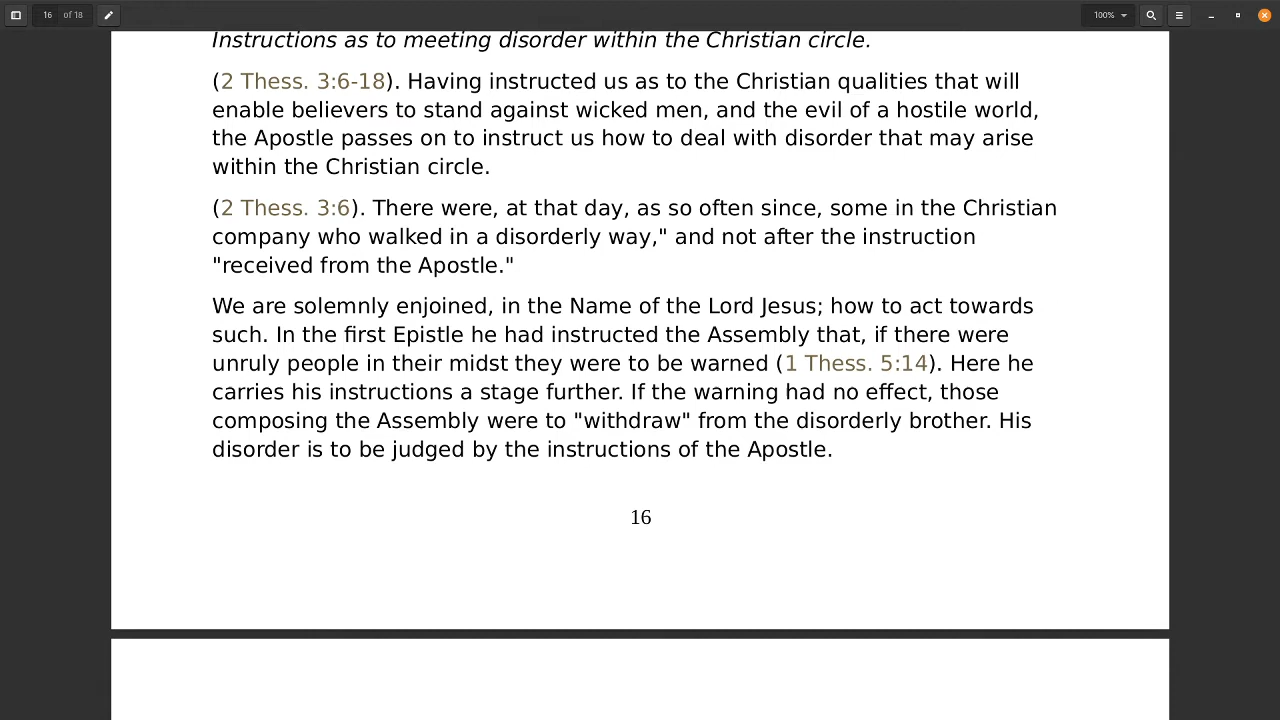 16 of 18
100%
Instructions as to meeting disorder within the Christian circle.
(2 Thess. 3:6-18). Having instructed us as to the Christian qualities that will
enable believers to stand against wicked men, and the evil of a hostile world,
the Apostle passes on to instruct us how to deal with disorder that may arise
within the Christian circle.
(2 Thess. 3:6). There were, at that day, as so often since, some in the Christian
company who walked in a disorderly way," and not after the instruction
"received from the Apostle."
We are solemnly enjoined, in the Name of the Lord Jesus; how to act towards
such. In the first Epistle he had instructed the Assembly that, if there were
unruly people in their midst they were to be warned (1 Thess. 5:14). Here he
carries his instructions a stage further. If the warning had no effect, those
composing the Assembly were to "withdraw" from the disorderly brother. His
disorder is to be judged by the instructions of the Apostle.
16